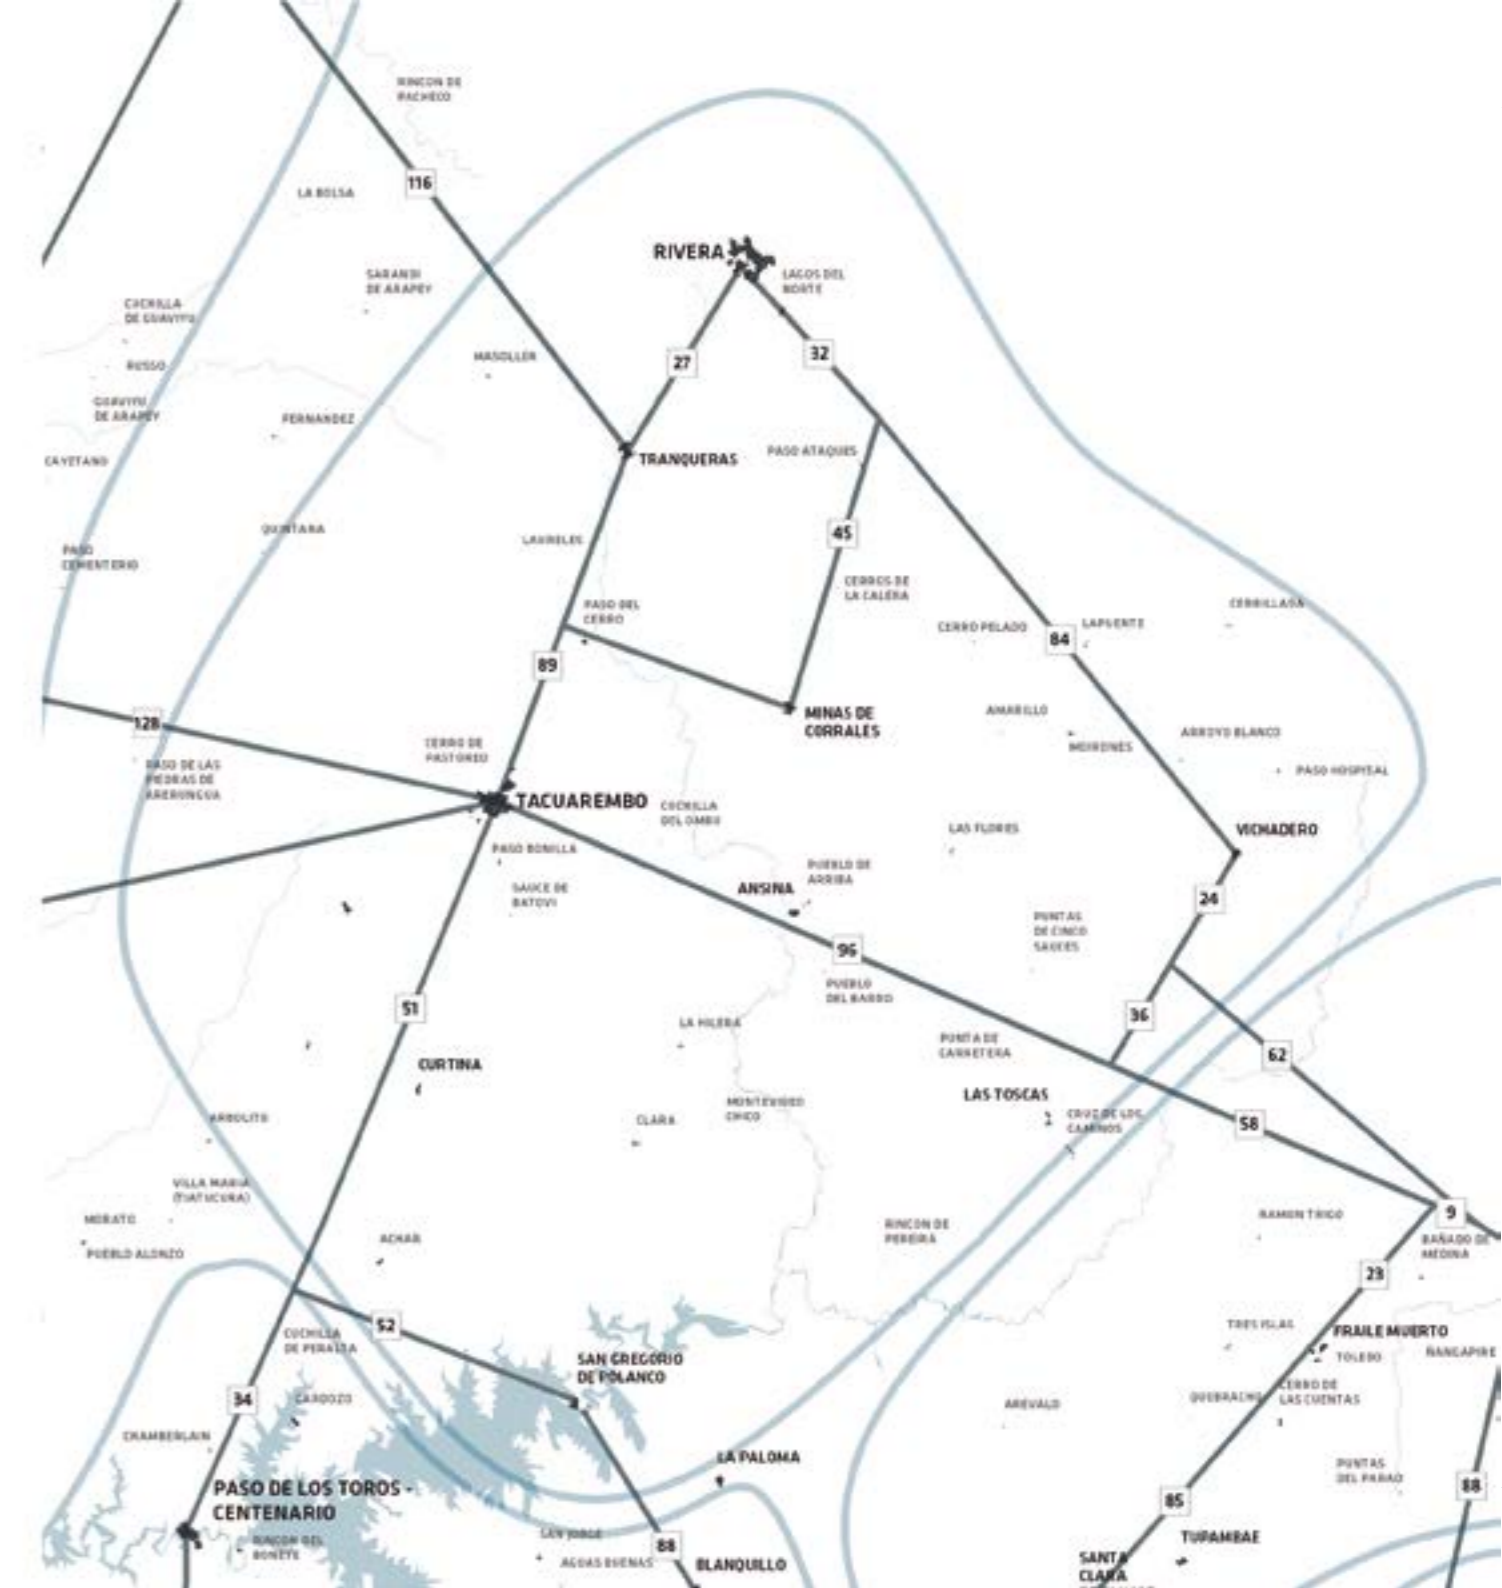 RINCON DE
PACHECO
116
LA BOLSA
RIVERA
SARANDI
DE ARAPEY
LAGOS DEL
NORTE
CUCHILLA
DE GUAVIYU
27
32
MASOLLER
RUSSO
GUAVIYU
DE ARAPEY
FERNANDEZ
TRANQUERAS
PASO ATAQUES
CAYETANO
QUINTANA
LAURELES
45
PASO
CEMENTERIO
CERROS DE
LA CALERA
PASO DEL
CERRO
CERRILLADA
CERRO PELADO
84
LAPUENTE
89
MINAS DE
CORRALES
AMARILLO
128
ARROYO BLANCO
MOIRONES
CERRO DE
PASTOREO
PASO HOSPITAL
PASO DE LAS
PIEDRAS DE
ARERUNGUA
TACUAREMBO
CUCHILLA
DEL OMBU
LAS FLORES
VICHADERO
PASO BONILLA
PUEBLO DE
ARRIBA
ANSINA
SAUCE DE
BATOVI
24
PUNTAS
DE CINCO
SAUCES
96
PUEBLO
DEL BARRO
51
36
LA HILERA
PUNTA DE
CARRETERA
62
CURTINA
LAS TOSCAS
MONTEVIDEO
CHICO
ARBOLITO
CLARA
CRUZ DE LOS
CAMINOS
58
VILLA MARIA
(TIATUCURA)
MORATO
RAMON TRIGO
9
RINCON DE
PEREIRA
ACHAR
BAÑADO DE
MEDINA
PUEBLO ALONZO
23
52
CUCHILLA
DE PERALTA
TRES ISLAS
FRAILE MUERTO
TOLEDO
ÑANGAPIRE
SAN GREGORIO
DE POLANCO
34
CARDOZO
AREVALO
QUEBRACHO
CERRO DE
LAS CUENTAS
CHAMBERLAIN
LA PALOMA
PUNTAS
DEL PARAO
PASO DE LOS TOROS -
CENTENARIO
85
88
RINCON DEL
BONETE
SAN JORGE
88
TUPAMBAE
AGUAS BUENAS
BLANQUILLO
SANTA
CLARA